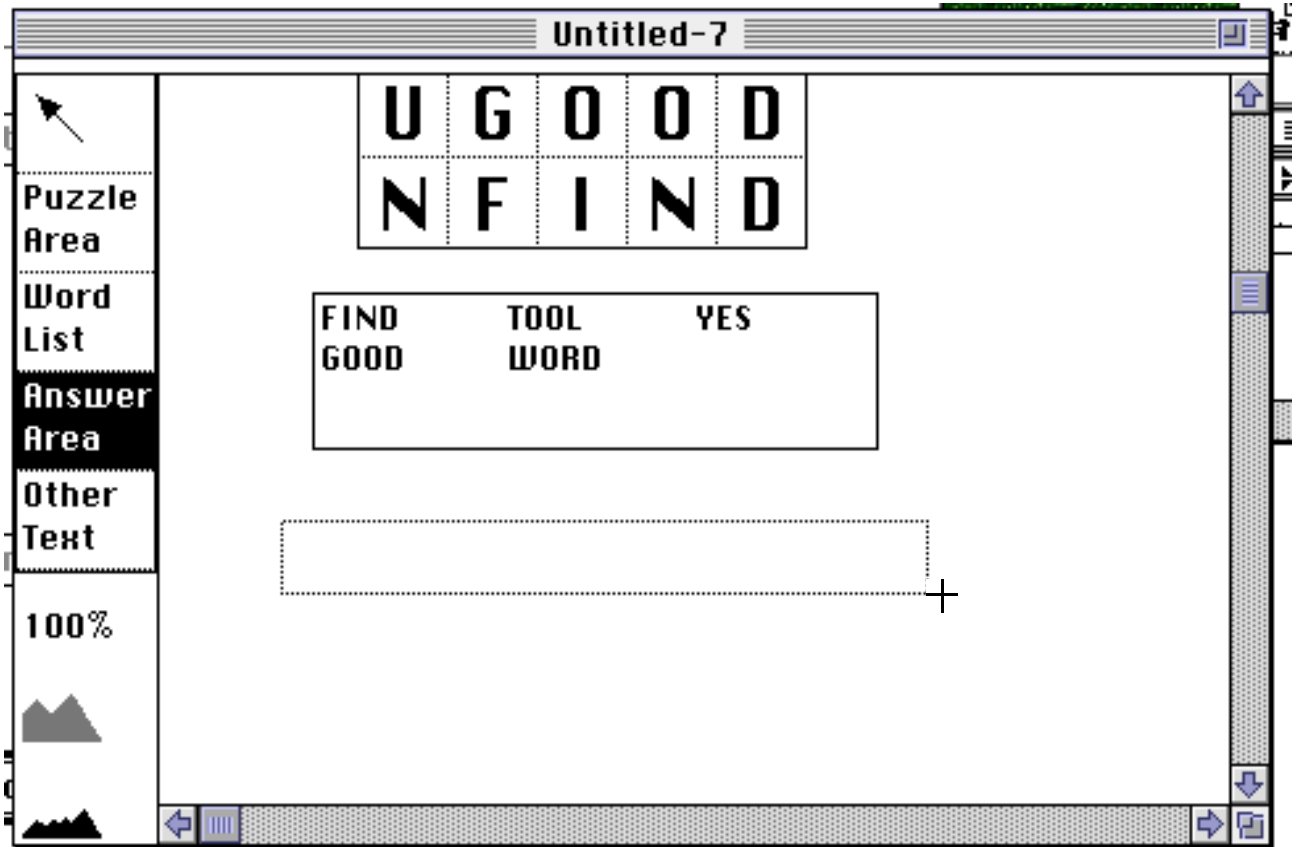 Untitled-7
Puzzle
Area
Word
List
Answer
Area
Other
Text
100%
U G O O D
N F I N D
FIND TOOL YES
GOOD WORD